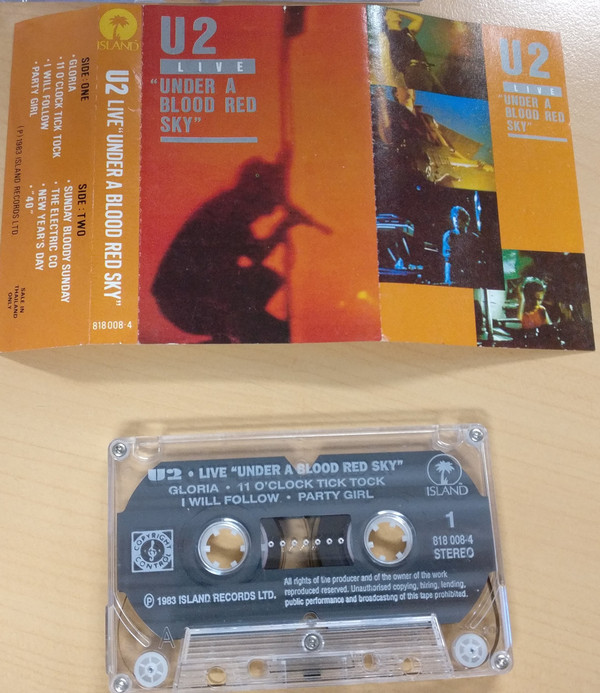 ISLAND
SIDE: ONE
• GLORIA
• 11 O'CLOCK TICK TOCK
• I WILL FOLLOW
• PARTY GIRL
SIDE: TWO
• SUNDAY BLOODY SUNDAY
• THE ELECTRIC CO
• NEW YEAR'S DAY
• "40"
(P) 1983 ISLAND RECORDS LTD.
SALE IN
THAILAND
ONLY
U2 LIVE "UNDER A BLOOD RED SKY"
818 008-4
U2
LIVE
"UNDER A
BLOOD RED
SKY"
U2
LIVE
"UNDER A
BLOOD RED
SKY"
U2 • LIVE "UNDER A BLOOD RED SKY"
GLORIA • 11 O'CLOCK TICK TOCK
I WILL FOLLOW • PARTY GIRL
ISLAND
1
818 008-4
STEREO
COPYRIGHT
CONTROL
All rights of the producer and of the owner of the work
reproduced reserved. Unauthorised copying, hiring, lending,
public performance and broadcasting of this tape prohibited.
Ⓟ 1983 ISLAND RECORDS LTD.
A